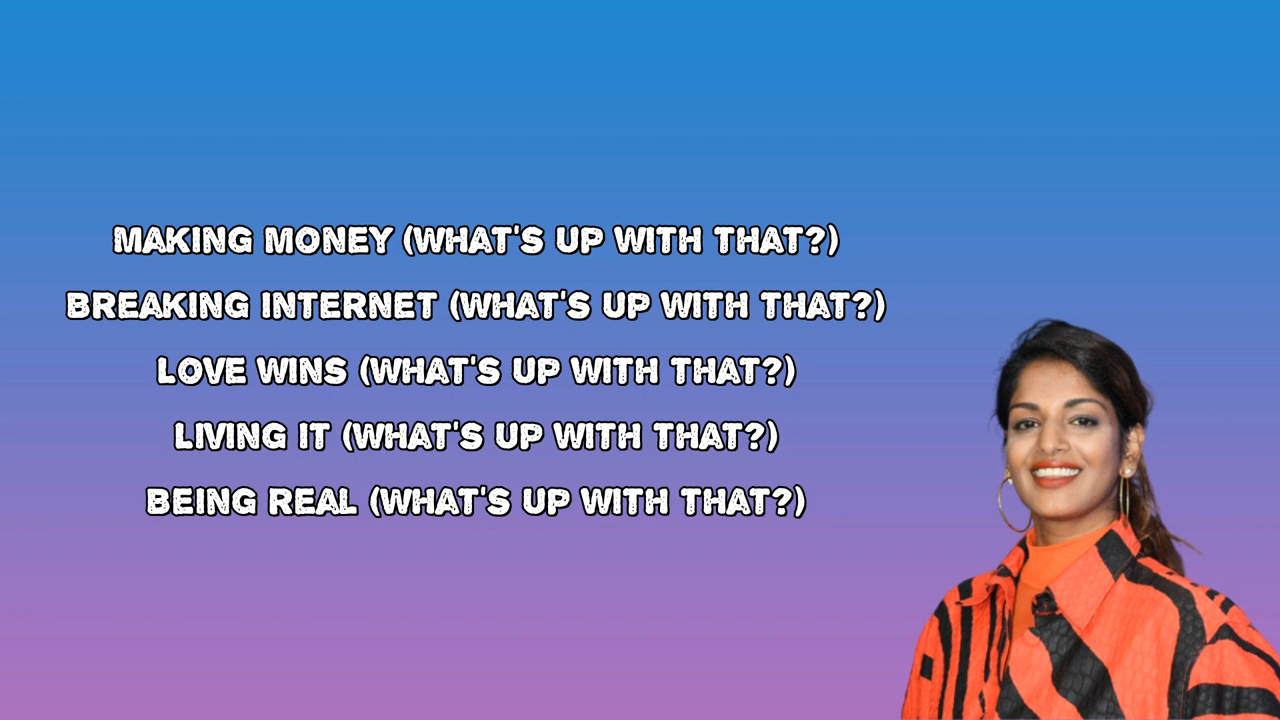 MAKING MONEY (WHAT'S UP WITH THAT?)
BREAKING INTERNET (WHAT'S UP WITH THAT?)
LOVE WINS (WHAT'S UP WITH THAT?)
LIVING IT (WHAT'S UP WITH THAT?)
BEING REAL (WHAT'S UP WITH THAT?)